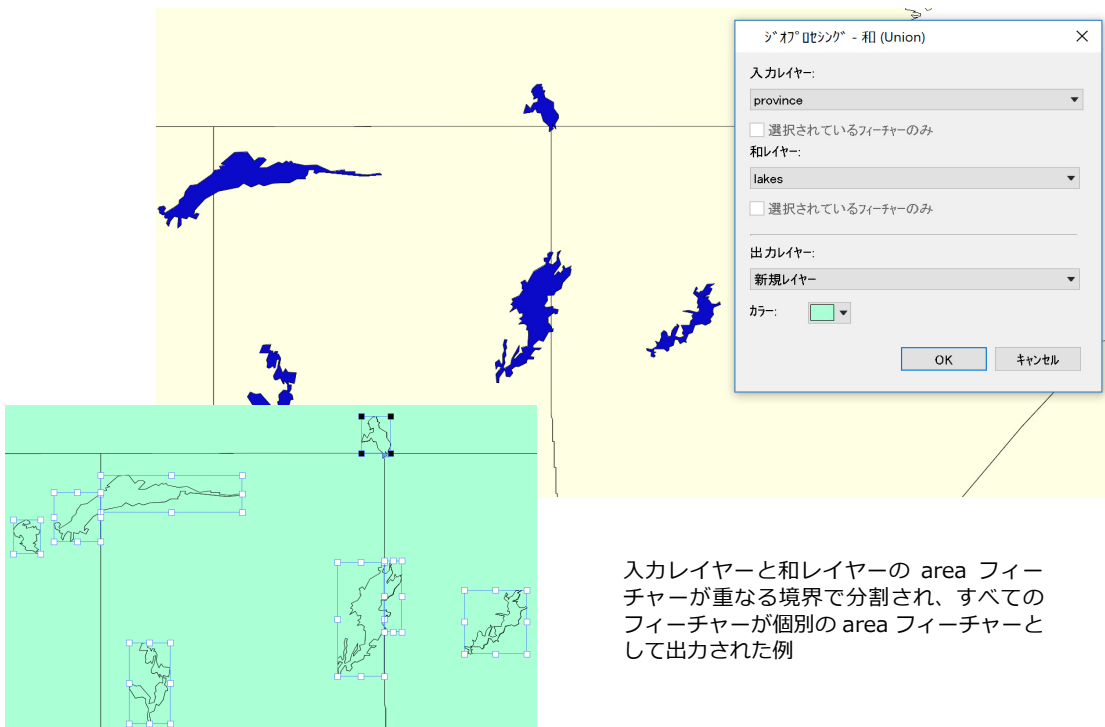 ｼﾞｵﾌﾟﾛｾｼﾝｸﾞ - 和 (Union)
入力レイヤー:
province
選択されているﾌｨｰﾁｬｰのみ
和ﾚｲﾔｰ:
lakes
選択されているﾌｨｰﾁｬｰのみ
出力ﾚｲﾔｰ:
新規ﾚｲﾔｰ
ｶﾗｰ:
OK
ｷｬﾝｾﾙ
入力レイヤーと和レイヤーの area フィー
チャーが重なる境界で分割され、すべての
フィーチャーが個別の area フィーチャーと
して出力された例